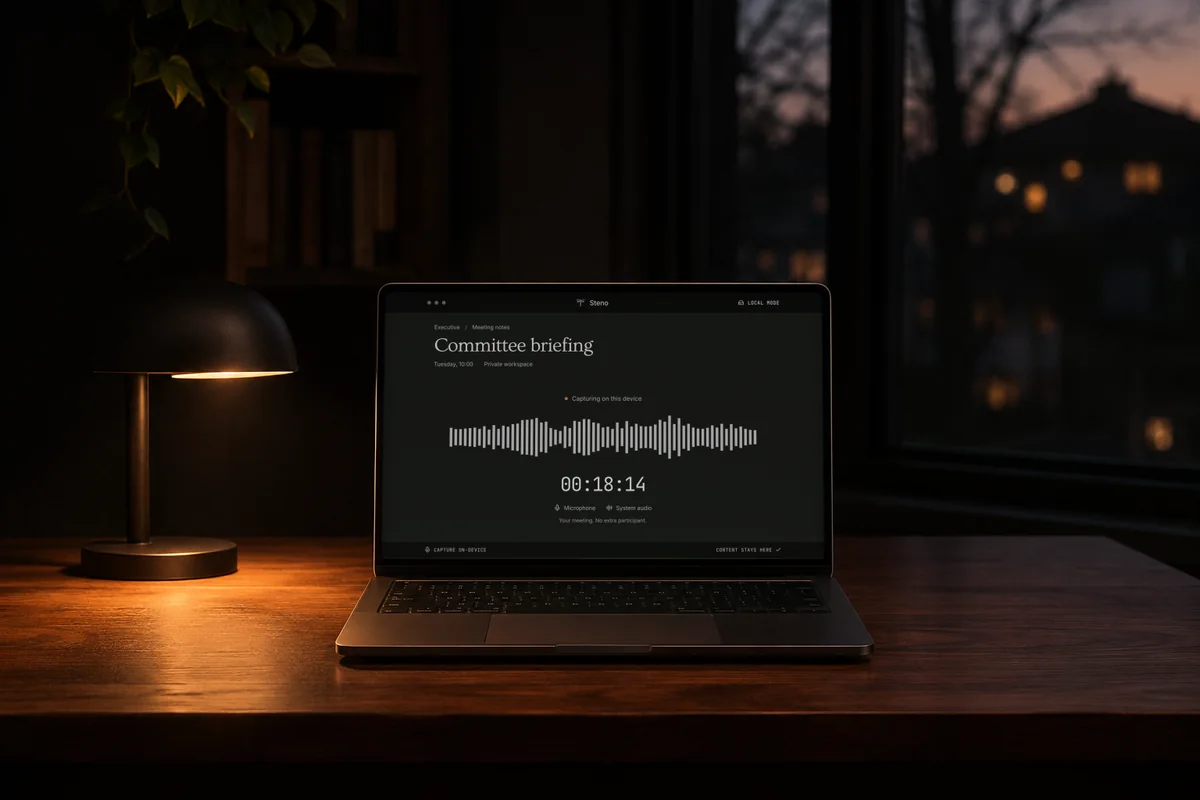 Steno
LOCAL MODE
Executive / Meeting notes
Committee briefing
Tuesday, 10:00 Private workspace
Capturing on this device
00:18:14
Microphone System audio
Your meeting. No extra participant.
CAPTURE ON-DEVICE
CONTENT STAYS HERE ✓